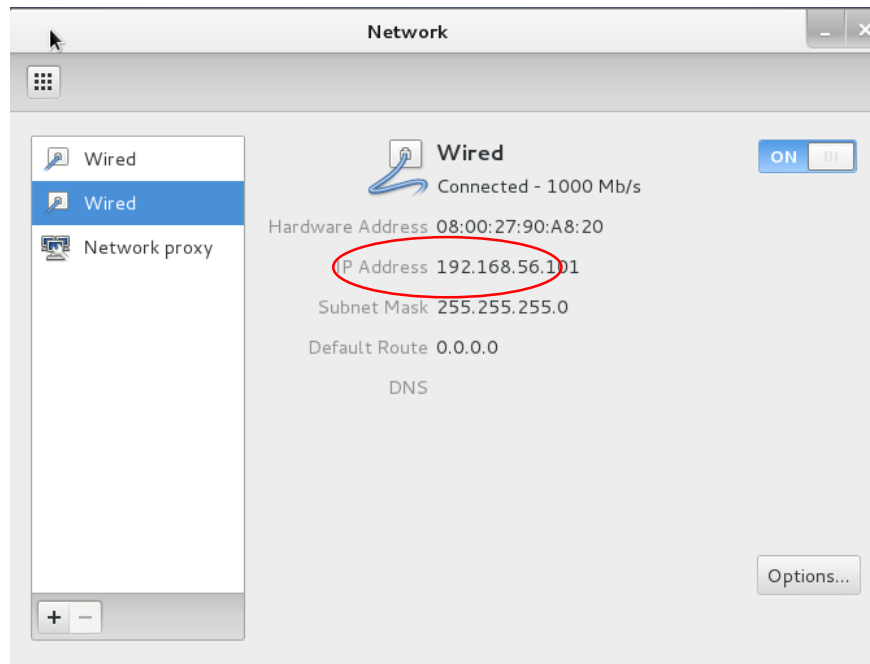 Network
Wired
Wired
Network proxy
Wired
ON
Connected - 1000 Mb/s
Hardware Address 08:00:27:90:A8:20
IP Address 192.168.56.101
Subnet Mask 255.255.255.0
Default Route 0.0.0.0
DNS
Options...